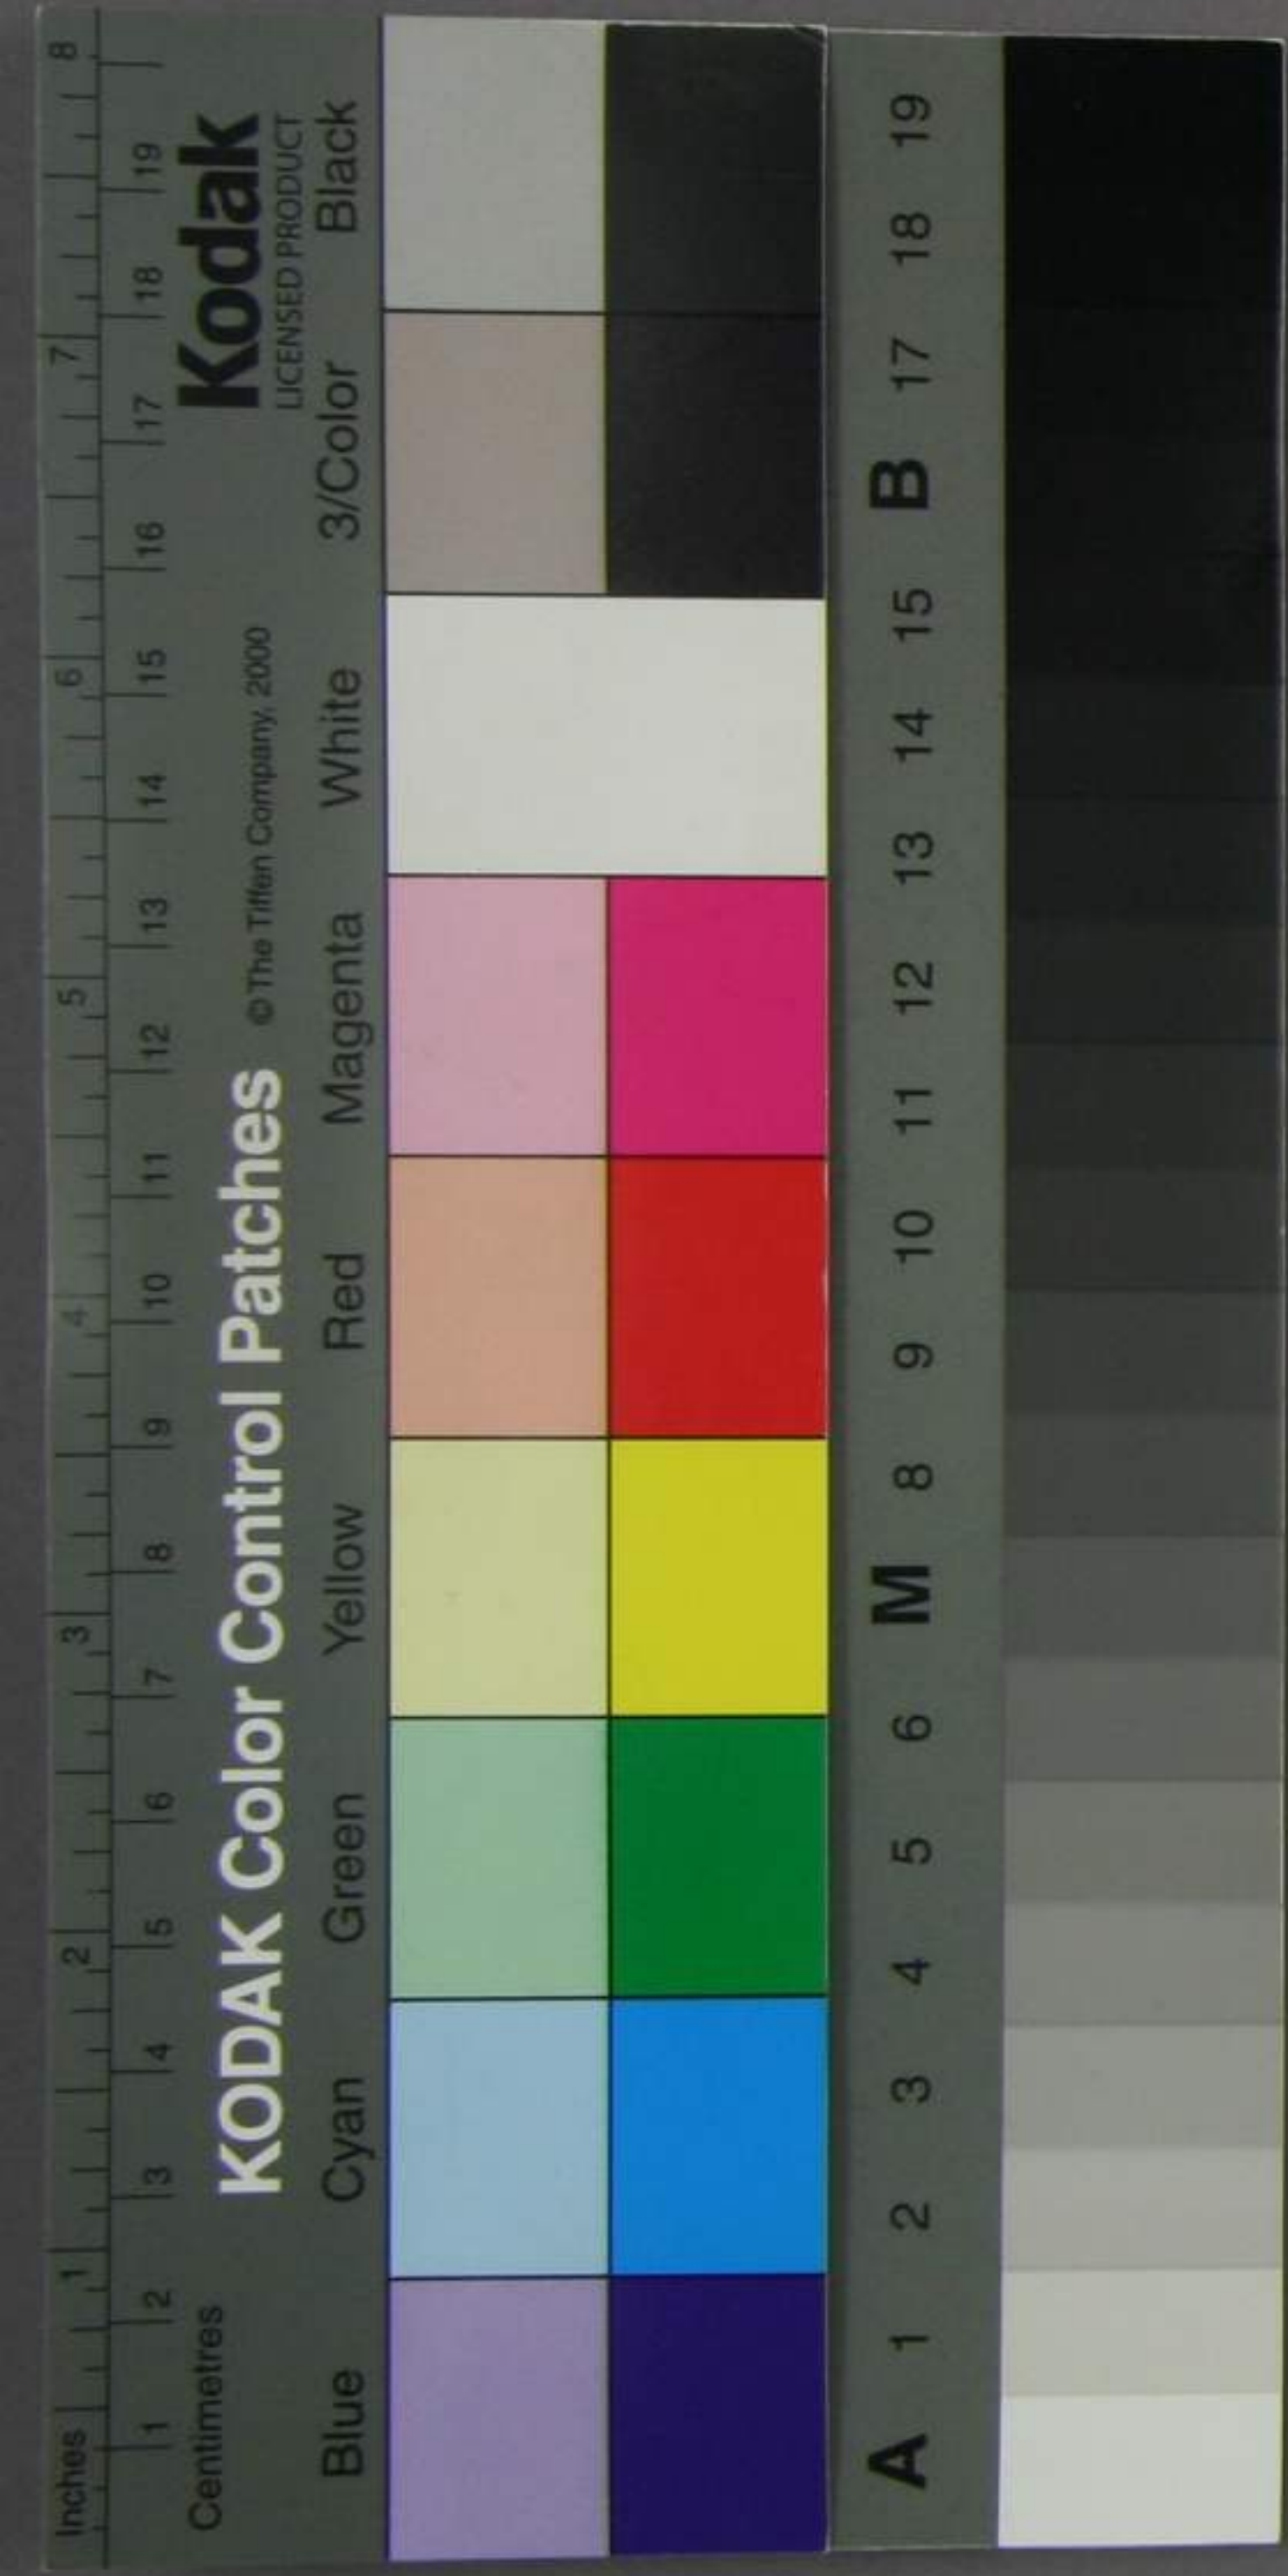 Inches 1 2 3 4 5 6 7 8
1 2 3 4 5 6 7 8 9 10 11 12 13 14 15 16 17 18 19
Centimetres
KODAK Color Control Patches © The Tiffen Company, 2000
Kodak
LICENSED PRODUCT
Blue Cyan Green Yellow Red Magenta White 3/Color Black
A 1 2 3 4 5 6 M 8 9 10 11 12 13 14 15 B 17 18 19